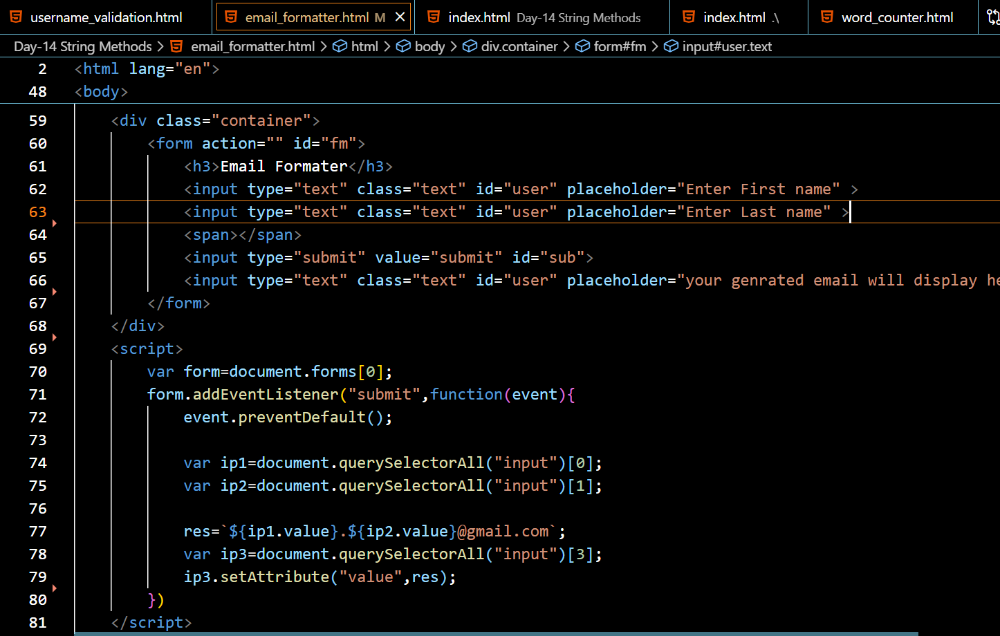 username_validation.html email_formatter.html M index.html Day-14 String Methods index.html .\ word_counter.html
Day-14 String Methods > email_formatter.html > html > body > div.container > form#fm > input#user.text
2 <html lang="en">
48 <body>
59 <div class="container">
60 <form action="" id="fm">
61 <h3>Email Formater</h3>
62 <input type="text" class="text" id="user" placeholder="Enter First name" >
63 <input type="text" class="text" id="user" placeholder="Enter Last name" >
64 <span></span>
65 <input type="submit" value="submit" id="sub">
66 <input type="text" class="text" id="user" placeholder="your genrated email will display he
67 </form>
68 </div>
69 <script>
70 var form=document.forms[0];
71 form.addEventListener("submit",function(event){
72 event.preventDefault();
73
74 var ip1=document.querySelectorAll("input")[0];
75 var ip2=document.querySelectorAll("input")[1];
76
77 res=`${ip1.value}.${ip2.value}@gmail.com`;
78 var ip3=document.querySelectorAll("input")[3];
79 ip3.setAttribute("value",res);
80 })
81 </script>